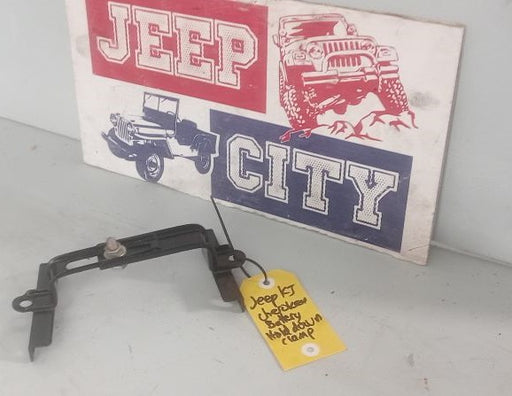 JEEP
CITY
Jeep KJ
Cherokee
Battery
Hold down
clamp